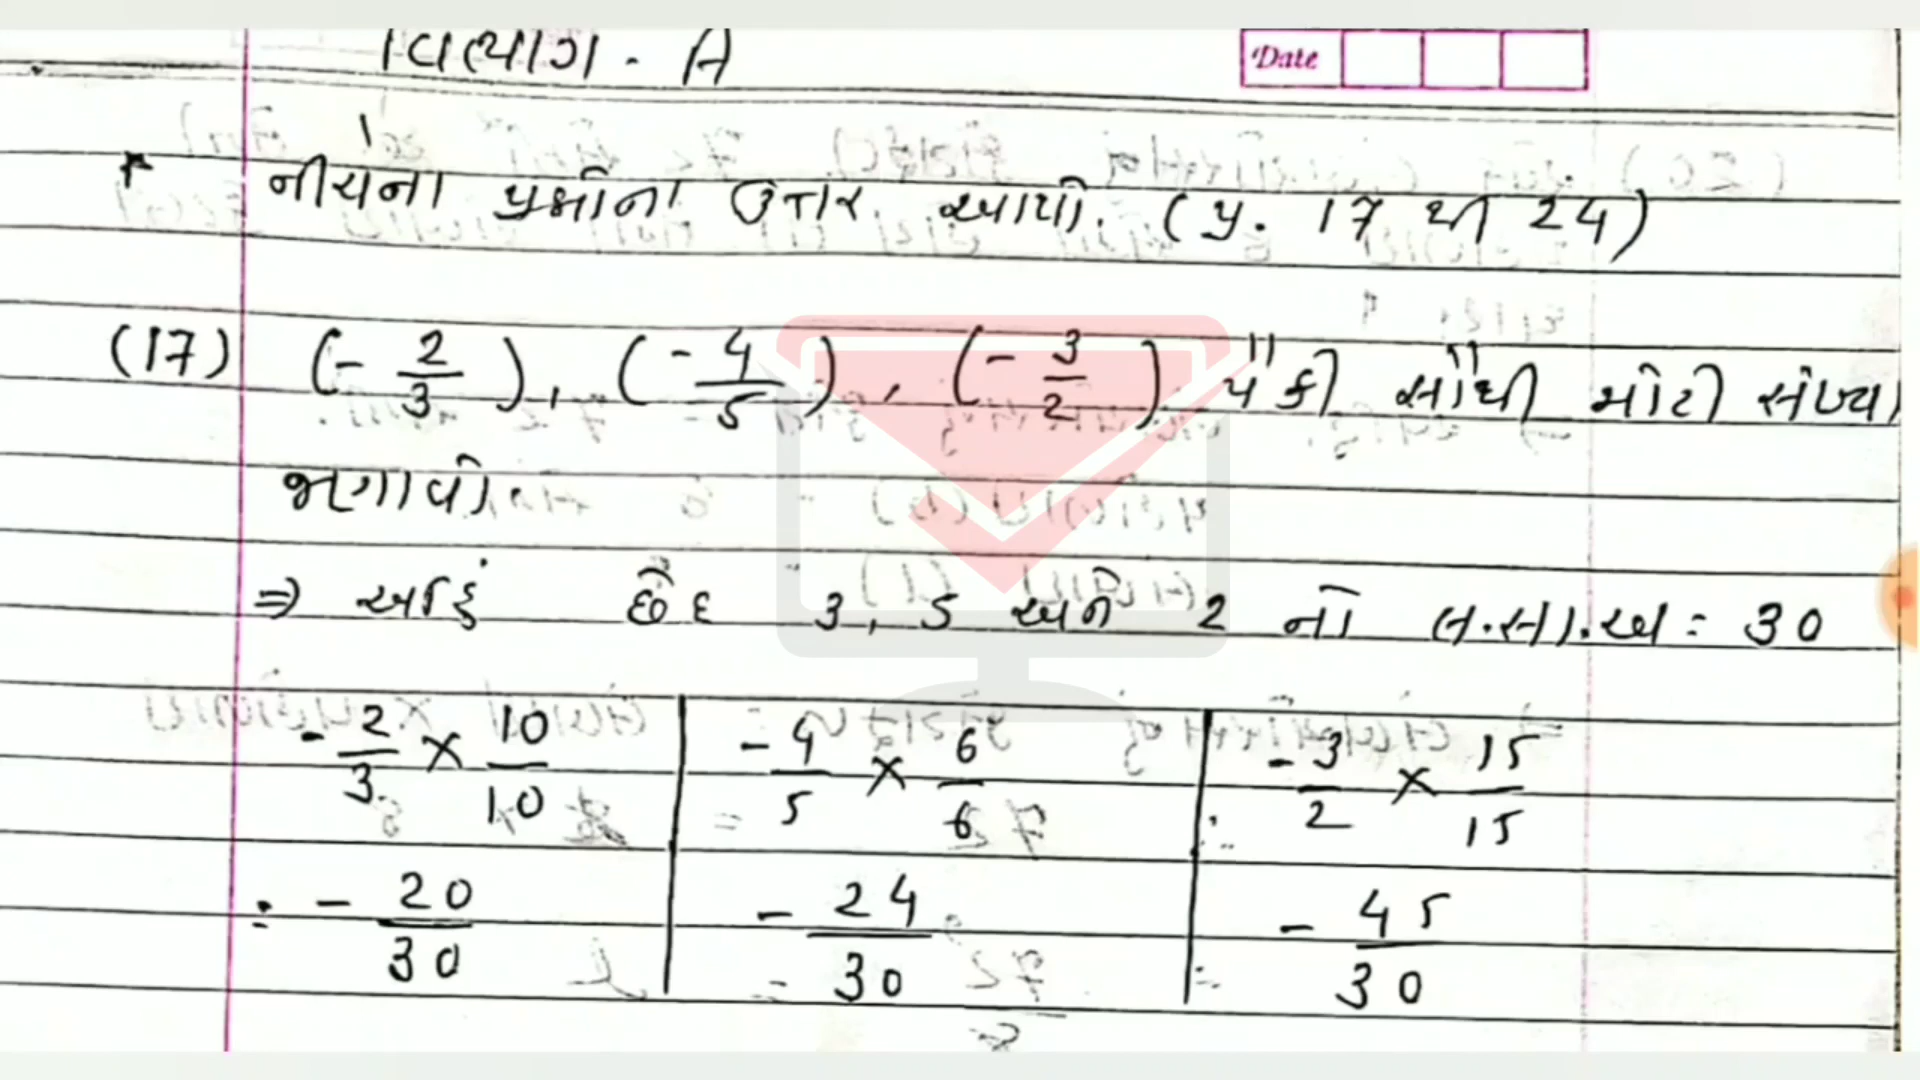 વિભાગ - A
Date
* નીચેના પ્રશ્નોના ઉત્તર આપો. (પ્ર. 17 થી 24)
(17) (- 2/3), (- 4/5), (- 3/2) પૈકી સૌથી મોટી સંખ્યા
જણાવો.
⇒ અહિં છેદ 3, 5 અને 2 નો લ.સા.અ = 30
- 2/3 × 10/10 | - 4/5 × 6/6 | - 3/2 × 15/15
= - 20/30 | = - 24/30 | = - 45/30